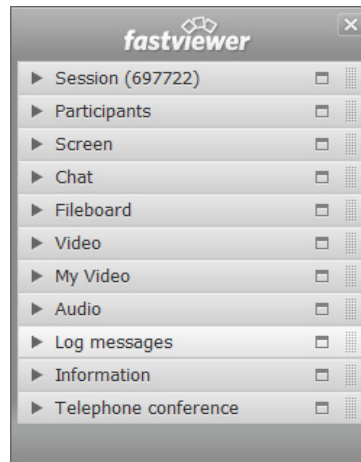 fastviewer
Session (697722)
Participants
Screen
Chat
Fileboard
Video
My Video
Audio
Log messages
Information
Telephone conference